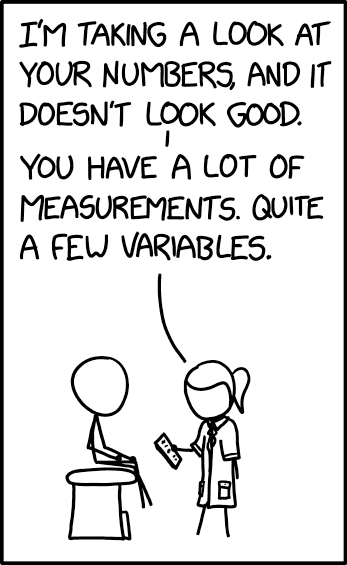 I'M TAKING A LOOK AT
YOUR NUMBERS, AND IT
DOESN'T LOOK GOOD.
YOU HAVE A LOT OF
MEASUREMENTS. QUITE
A FEW VARIABLES.